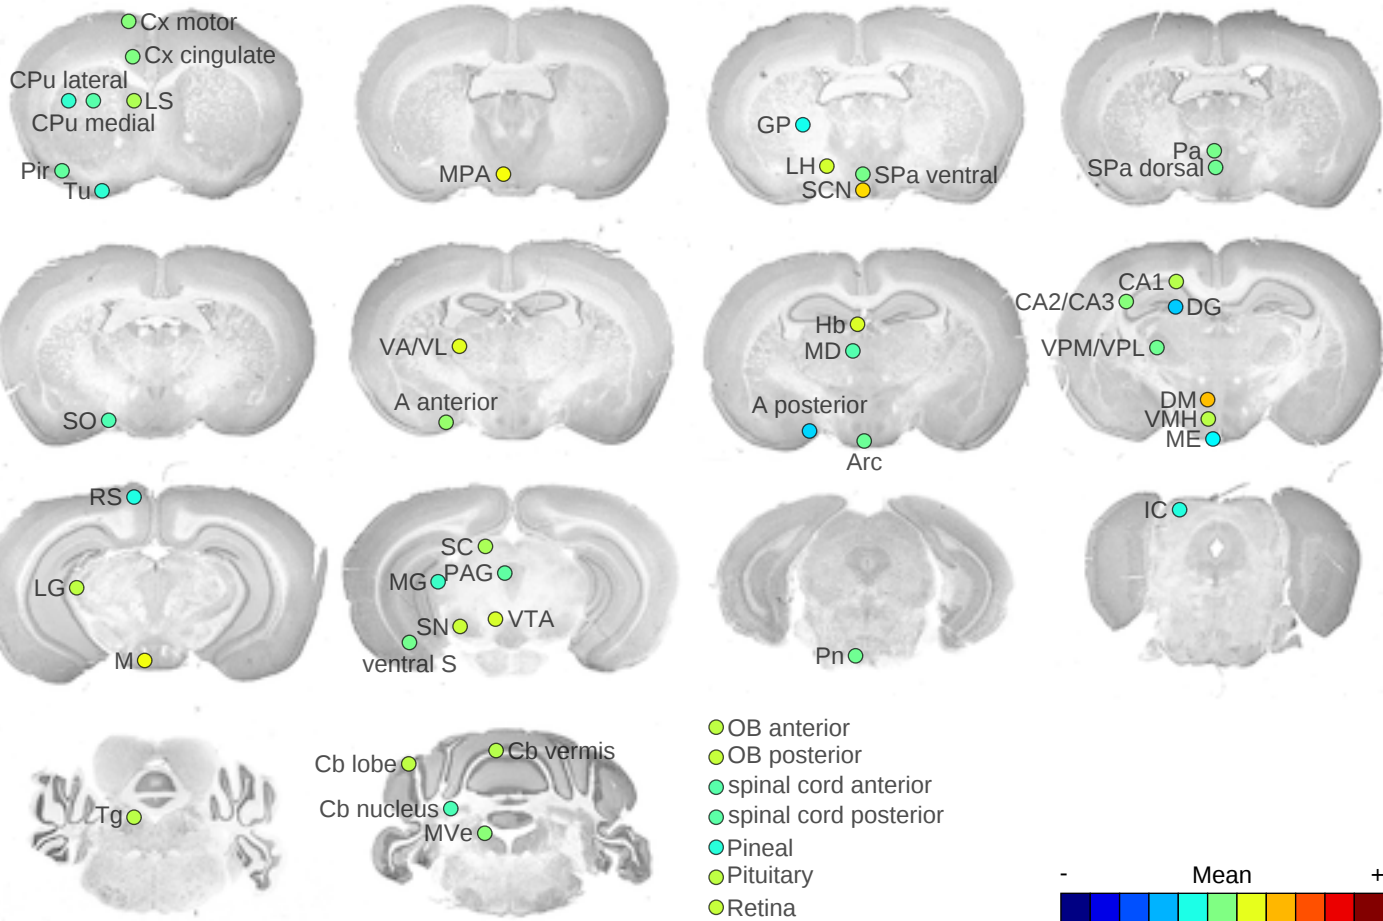 Cx motor
Cx cingulate
CPu lateral
LS
CPu medial
Pir
Tu
MPA
GP
LH
SPa ventral
SCN
Pa
SPa dorsal
SO
VA/VL
A anterior
Hb
MD
A posterior
Arc
CA1
CA2/CA3
DG
VPM/VPL
DM
VMH
ME
RS
LG
M
SC
PAG
MG
SN
VTA
ventral S
Pn
IC
Tg
Cb lobe
Cb vermis
Cb nucleus
MVe
OB anterior
OB posterior
spinal cord anterior
spinal cord posterior
Pineal
Pituitary
Retina
- Mean +